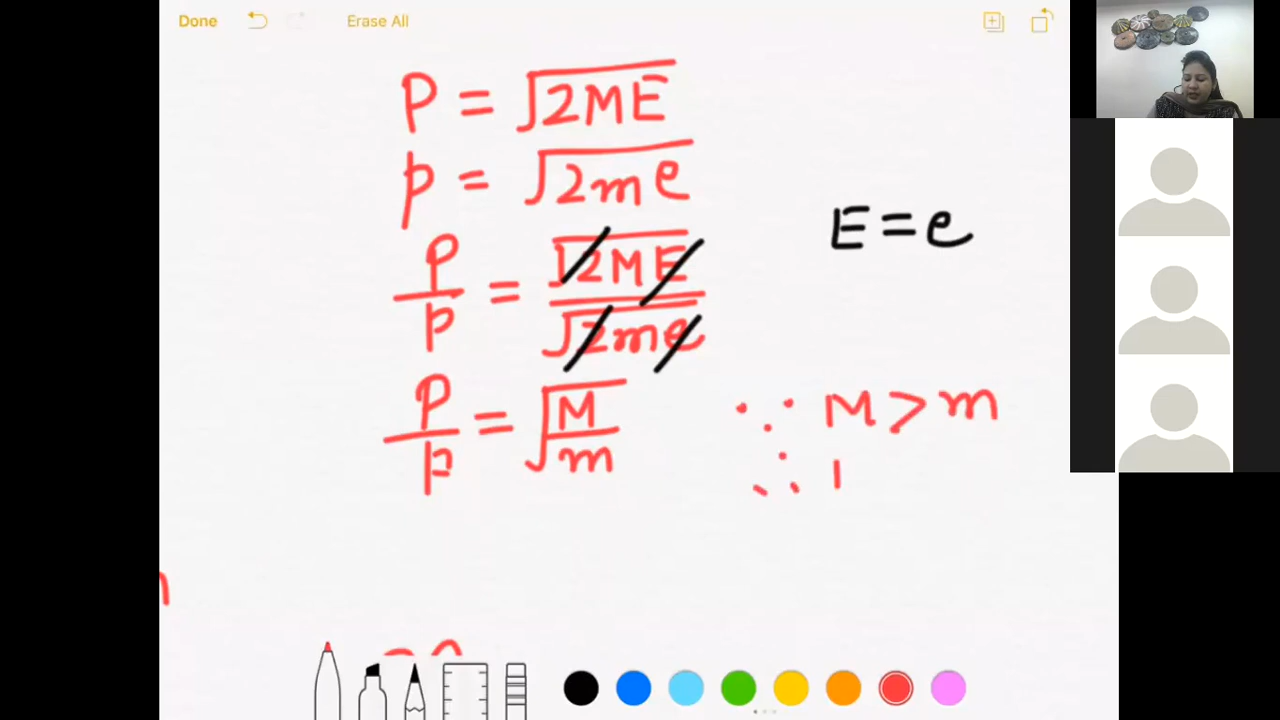 Done Erase All
P = √2ME
p = √2me
E = e
P/p = √2ME/√2me
P/p = √M/m ∵ M > m
∴